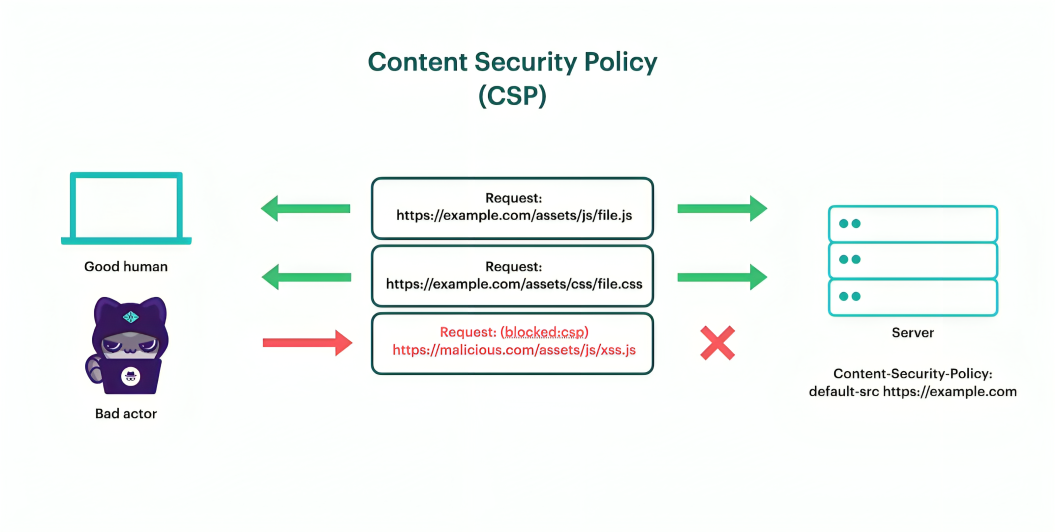 Content Security Policy
(CSP)
Request:
https://example.com/assets/js/file.js
Good human
Request:
https://example.com/assets/css/file.css
Request: (blocked:csp)
https://malicious.com/assets/js/xss.js
Bad actor
Server
Content-Security-Policy:
default-src https://example.com